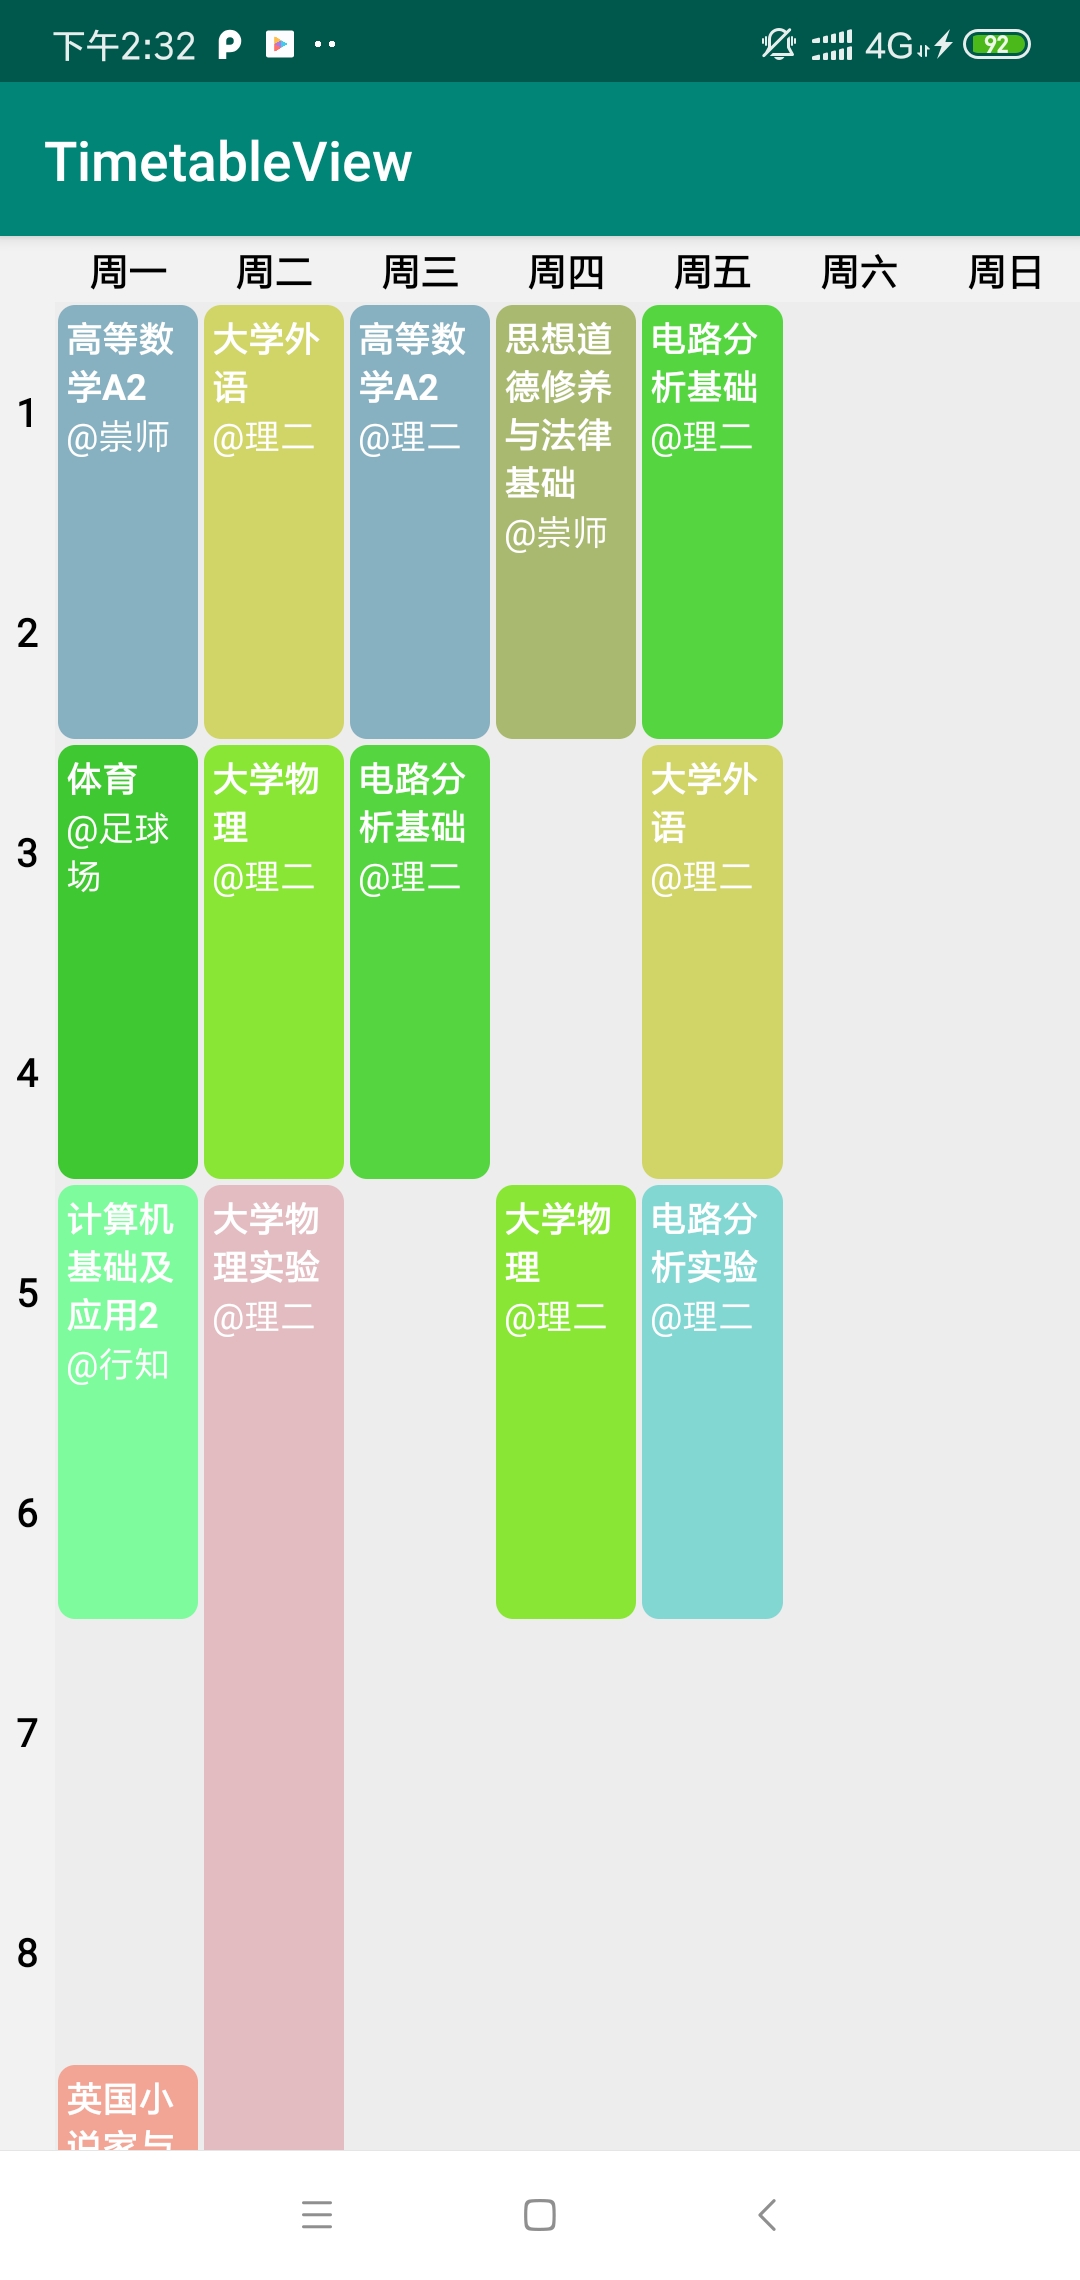 下午2:32
4G
92
TimetableView
周一 周二 周三 周四 周五 周六 周日
1
2
3
4
5
6
7
8
高等数
学A2
@崇师
体育
@足球
场
计算机
基础及
应用2
@行知
英国小
说家与
大学外
语
@理二
大学物
理
@理二
大学物
理实验
@理二
高等数
学A2
@理二
电路分
析基础
@理二
思想道
德修养
与法律
基础
@崇师
大学物
理
@理二
电路分
析基础
@理二
大学外
语
@理二
电路分
析实验
@理二